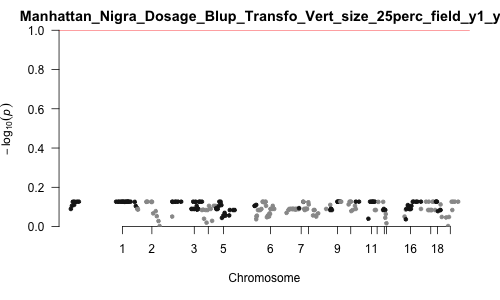 Manhattan_Nigra_Dosage_Blup_Transfo_Vert_size_25perc_field_y1_y
1.0
0.8
0.6
0.4
0.2
0.0
− log10(p)
1 2 3 5 6 7 9 11 16 18
Chromosome